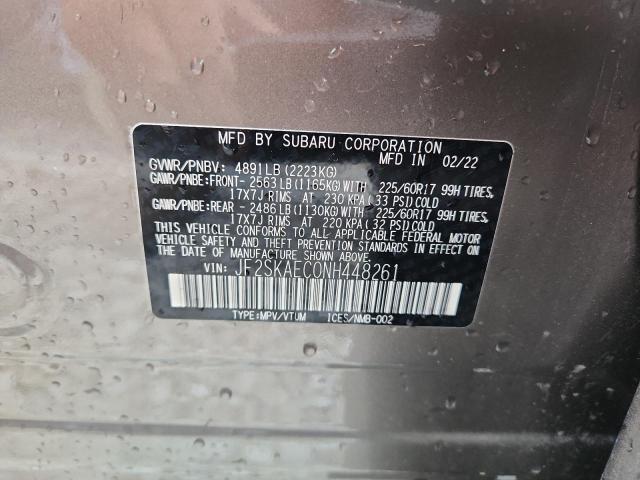 MFD BY SUBARU CORPORATION
MFD IN 02/22
GVWR/PNBV: 4891LB (2223KG)
GAWR/PNBE:FRONT- 2563LB (1165KG) WITH 225/60R17 99H TIRES,
17X7J RIMS AT 230 KPA (33 PSI) COLD
GAWR/PNBE:REAR - 2486LB (1130KG) WITH 225/60R17 99H TIRES,
17X7J RIMS AT 220 KPA (32 PSI) COLD
THIS VEHICLE CONFORMS TO ALL APPLICABLE FEDERAL MOTOR
VEHICLE SAFETY AND THEFT PREVENTION STANDARDS IN EFFECT ON
THE DATE OF MANUFACTURE SHOWN ABOVE.
VIN: JF2SKAEC0NH448261
TYPE:MPV/VTUM ICES/NMB-002